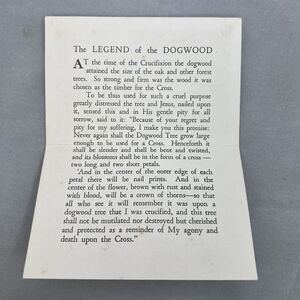 The LEGEND of the DOGWOOD
AT the time of the Crucifixion the dogwood
attained the size of the oak and other forest
trees. So strong and firm was the wood it was
chosen as the timber for the Cross.
To be thus used for such a cruel purpose
greatly distressed the tree and Jesus, nailed upon
it, sensed this and in His gentle pity for all
sorrow, said to it: "Because of your regret and
pity for my suffering, I make you this promise:
Never again shall the Dogwood Tree grow large
enough to be used for a Cross. Henceforth it
shall be slender and shall be bent and twisted,
and its blossoms shall be in the form of a cross —
two long and two short petals.
'And in the center of the outer edge of each
petal there will be nail prints. And in the
center of the flower, brown with rust and stained
with blood, will be a crown of thorns—so that
all who see it will remember it was upon a
dogwood tree that I was crucified, and this tree
shall not be mutilated nor destroyed but cherished
and protected as a reminder of My agony and
death upon the Cross."